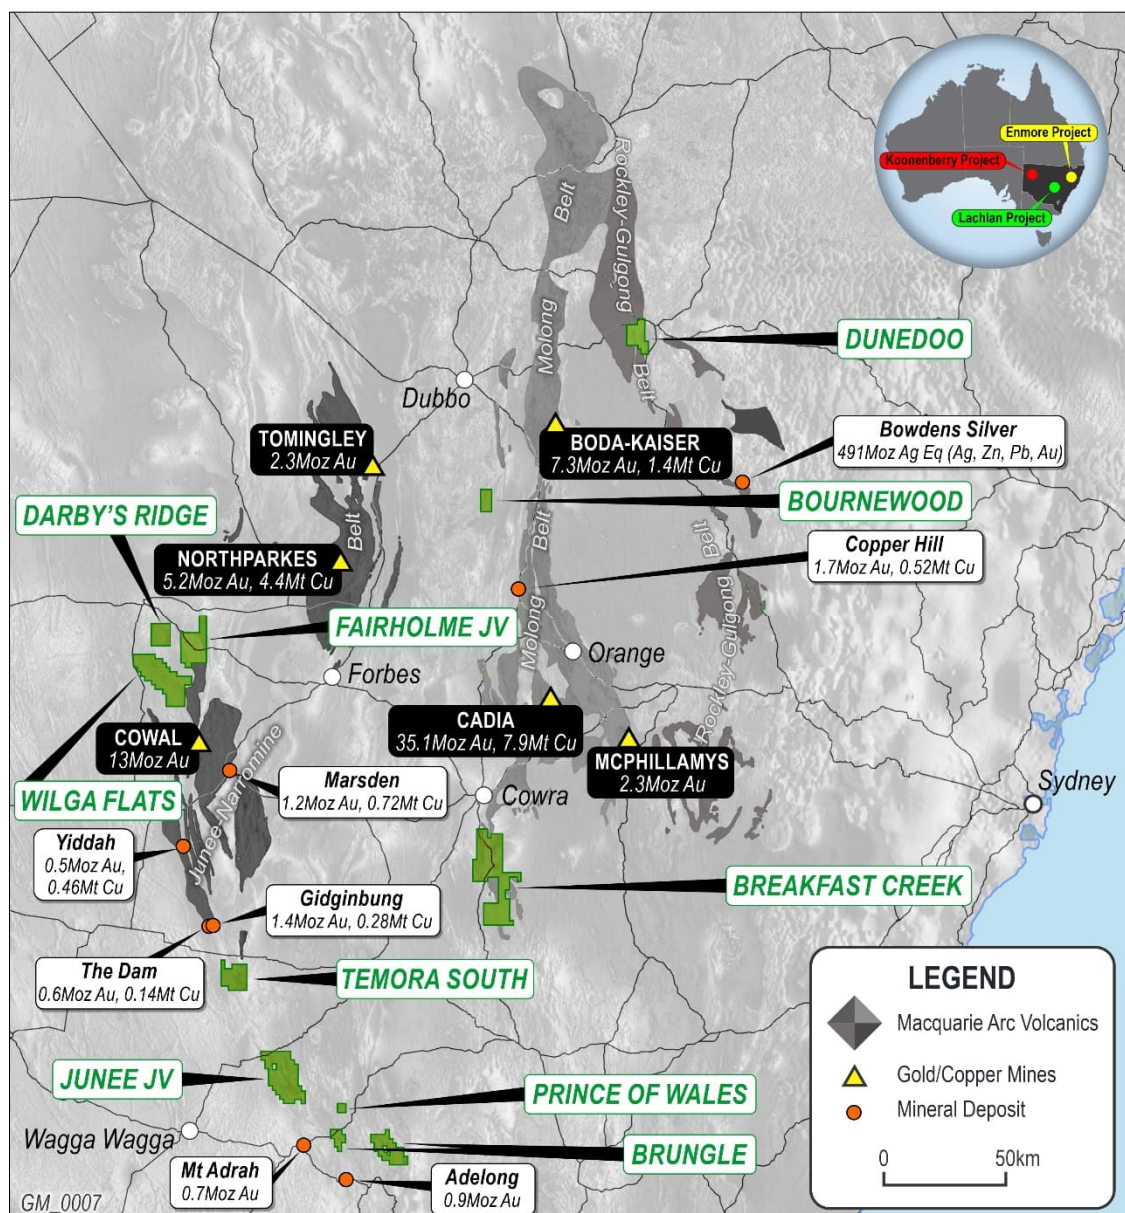 Enmore Project
Koonenberry Project
Lachlan Project
Rockley-Gulgong
Belt
Belt
Molong
DUNEDOO
Dubbo
TOMINGLEY
2.3Moz Au
BODA-KAISER
7.3Moz Au, 1.4Mt Cu
Bowdens Silver
491Moz Ag Eq (Ag, Zn, Pb, Au)
DARBY'S RIDGE
BOURNEWOOD
Belt
Belt
Belt
NORTHPARKES
5.2Moz Au, 4.4Mt Cu
Copper Hill
1.7Moz Au, 0.52Mt Cu
FAIRHOLME JV
Molong
Orange
Rockley-Gulgong
Forbes
CADIA
35.1Moz Au, 7.9Mt Cu
COWAL
13Moz Au
MCPHILLAMYS
2.3Moz Au
Marsden
1.2Moz Au, 0.72Mt Cu
WILGA FLATS
Cowra
Sydney
Junee-Narromine
Yiddah
0.5Moz Au,
0.46Mt Cu
Gidginbung
1.4Moz Au, 0.28Mt Cu
BREAKFAST CREEK
The Dam
0.6Moz Au, 0.14Mt Cu
TEMORA SOUTH
LEGEND
Macquarie Arc Volcanics
Gold/Copper Mines
Mineral Deposit
0 50km
JUNEE JV
PRINCE OF WALES
Wagga Wagga
BRUNGLE
Mt Adrah
0.7Moz Au
Adelong
0.9Moz Au
GM_0007